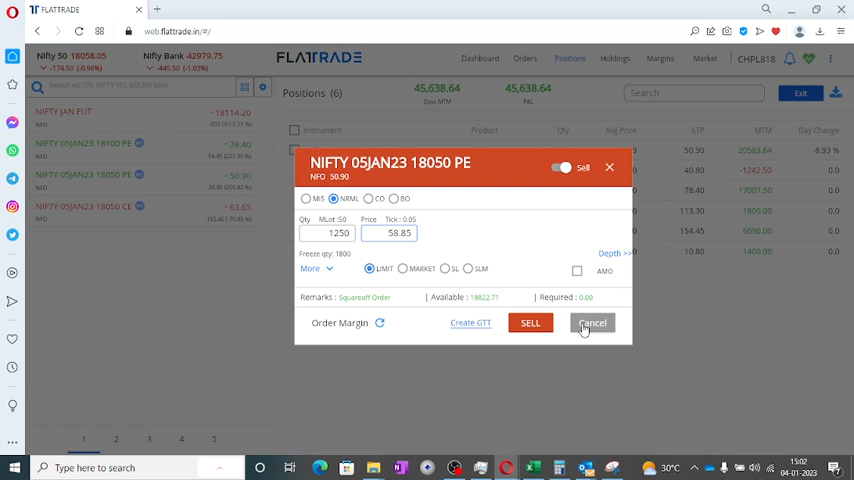 FLATTRADE
web.flattrade.in/#/
Nifty 50 18058.05
-174.50 (-0.96%)
Nifty Bank 42979.75
-445.50 (-1.03%)
FLATTRADE
Dashboard Orders Positions Holdings Margins Market CHPL818
Search eg:TCS, NIFTY WS, GOLDM MAR
Positions (6)
45,638.64
Days MTM
45,638.64
P&L
Search
Exit
NIFTY JAN FUT 18114.20
NFO
NIFTY 05JAN23 18100 PE 78.40
NFO
NIFTY 05JAN23 18050 PE 50.90
NFO
NIFTY 05JAN23 18050 CE 63.65
NFO
Instrument Product Qty Avg Price LTP MTM Day Change
50.90 20583.64 -8.93 %
40.80 -1242.50 0.0
78.40 17007.50 0.0
113.30 1800.00 0.0
154.45 6090.00 0.0
10.80 1400.00 0.0
NIFTY 05JAN23 18050 PE
NFO 50.90
Sell
MIS NRML CO BO
Qty MLot :50 Price Tick : 0.05
1250 58.85
Freeze qty: 1800
Depth >>
More LIMIT MARKET SL SLM AMO
Remarks : Squareoff Order | Available : 18822.71 | Required : 0.00
Order Margin Create GTT SELL Cancel
1 2 3 4 5
Type here to search
30°C
15:02
04-01-2023